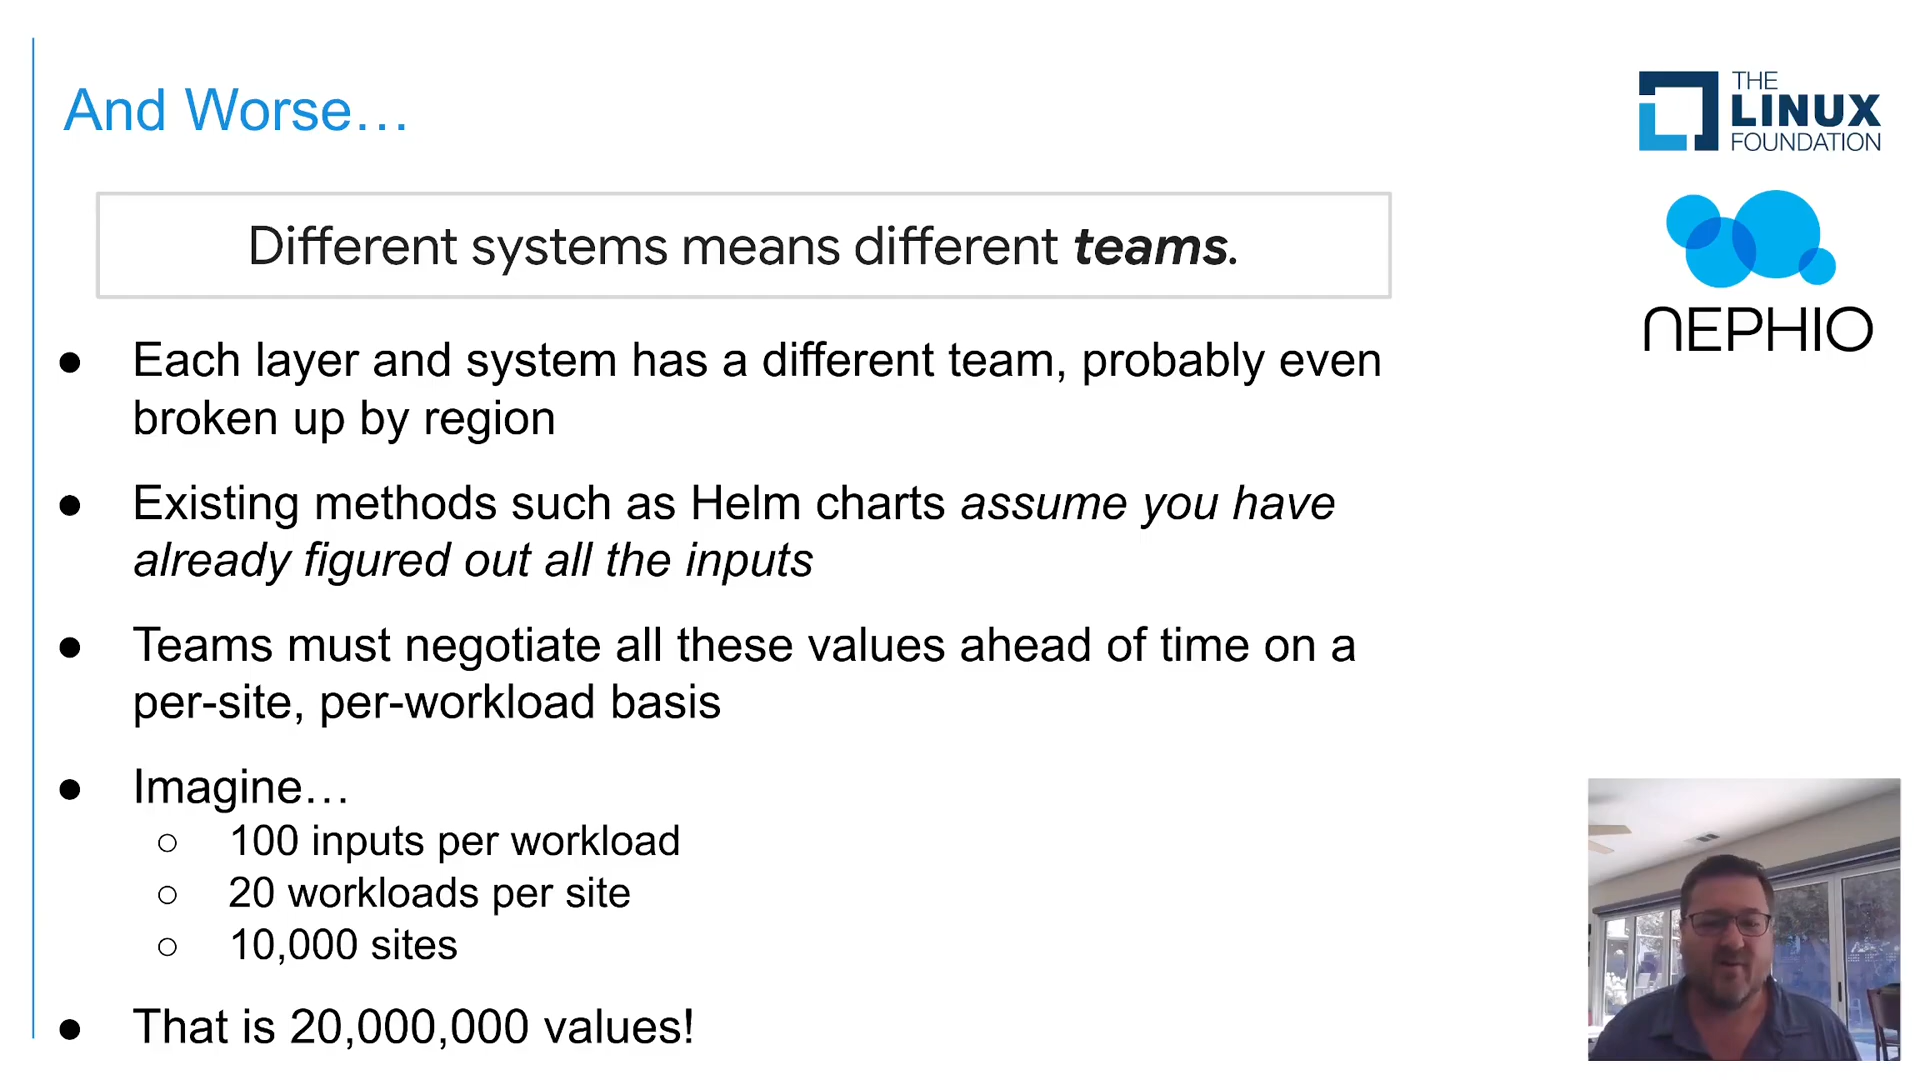 And Worse…
THE
LINUX
FOUNDATION
NEPHIO
Different systems means different teams.
● Each layer and system has a different team, probably even
broken up by region
● Existing methods such as Helm charts assume you have
already figured out all the inputs
● Teams must negotiate all these values ahead of time on a
per-site, per-workload basis
● Imagine…
○ 100 inputs per workload
○ 20 workloads per site
○ 10,000 sites
● That is 20,000,000 values!